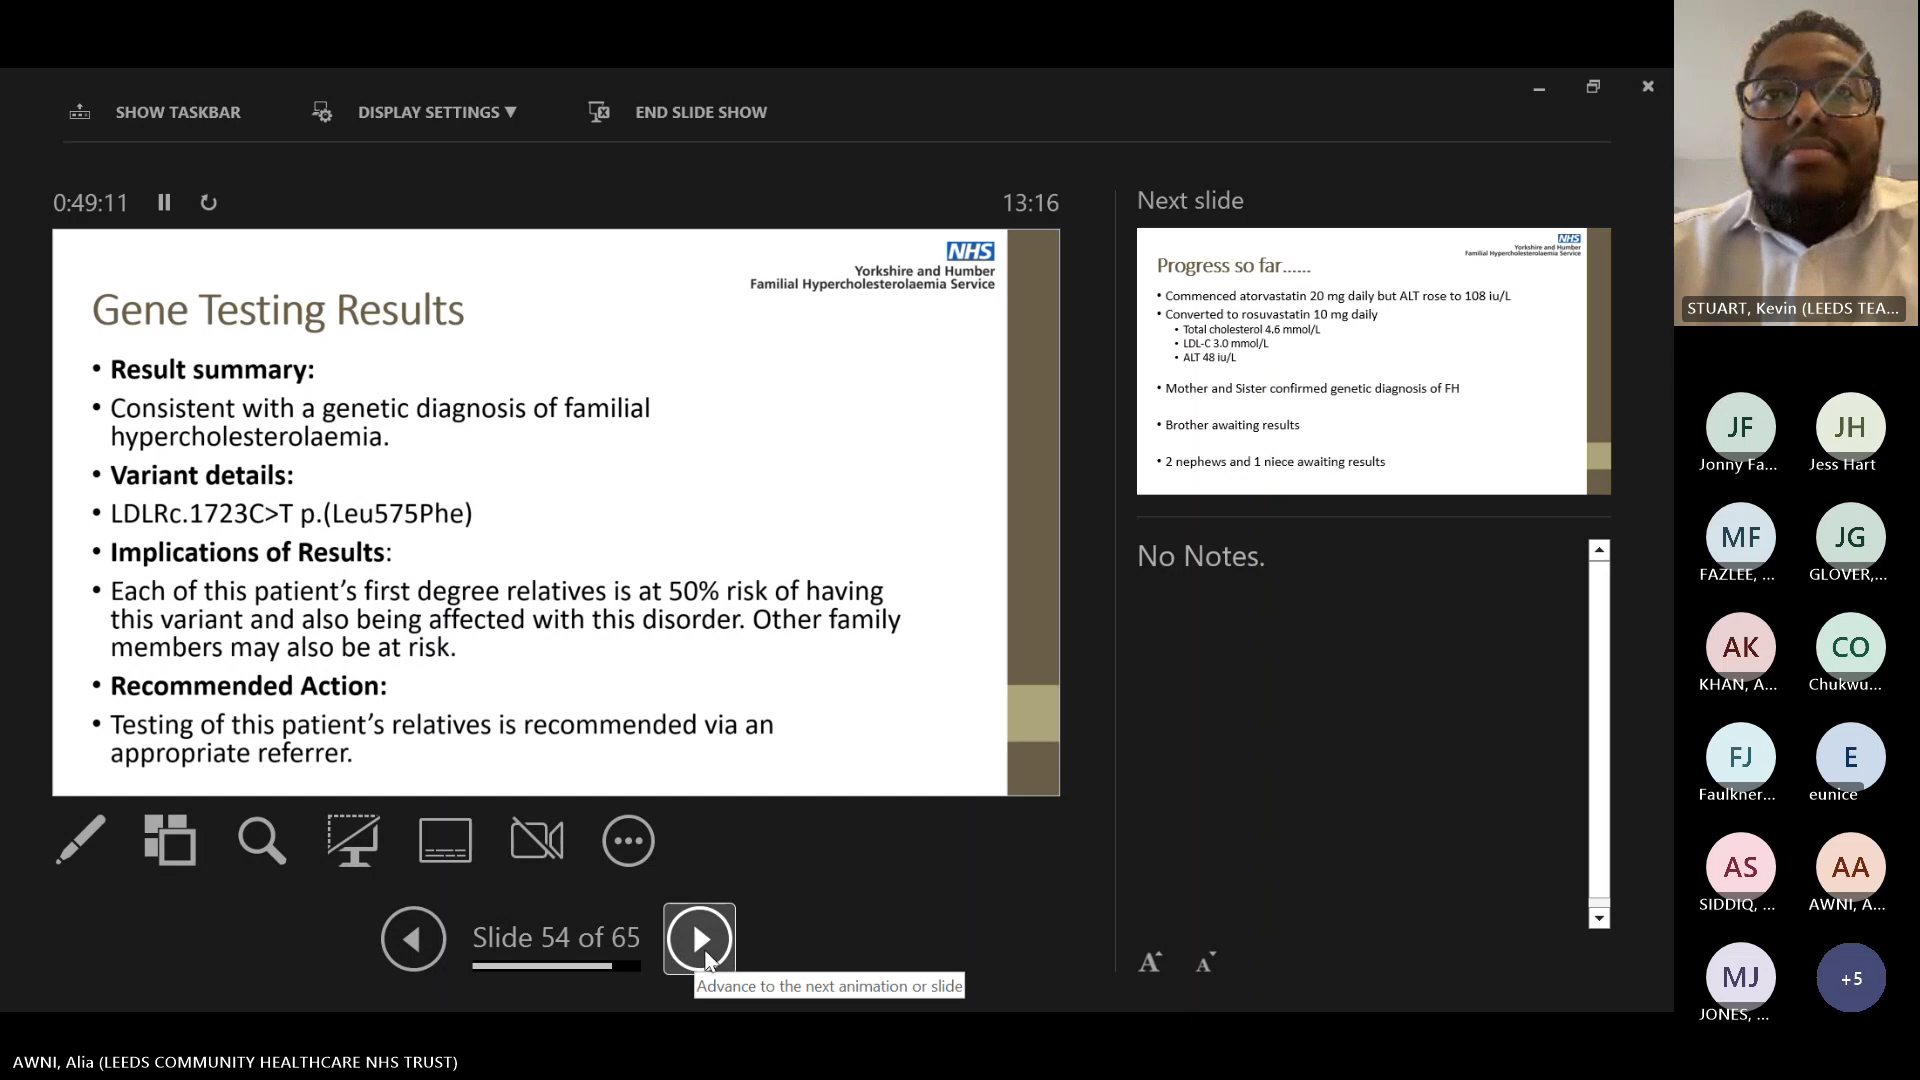 SHOW TASKBAR
DISPLAY SETTINGS ▼
END SLIDE SHOW
0:49:11
13:16
NHS
Yorkshire and Humber
Familial Hypercholesterolaemia Service
Gene Testing Results
• Result summary:
• Consistent with a genetic diagnosis of familial
hypercholesterolaemia.
• Variant details:
• LDLRc.1723C>T p.(Leu575Phe)
• Implications of Results:
• Each of this patient’s first degree relatives is at 50% risk of having
this variant and also being affected with this disorder. Other family
members may also be at risk.
• Recommended Action:
• Testing of this patient’s relatives is recommended via an
appropriate referrer.
Slide 54 of 65
Advance to the next animation or slide
Next slide
NHS
Yorkshire and Humber
Familial Hypercholesterolaemia Service
Progress so far......
• Commenced atorvastatin 20 mg daily but ALT rose to 108 iu/L
• Converted to rosuvastatin 10 mg daily
• Total cholesterol 4.6 mmol/L
• LDL-C 3.0 mmol/L
• ALT 48 iu/L
• Mother and Sister confirmed genetic diagnosis of FH
• Brother awaiting results
• 2 nephews and 1 niece awaiting results
No Notes.
A A
STUART, Kevin (LEEDS TEA...
JF
Jonny Fa...
JH
Jess Hart
MF
FAZLEE, ...
JG
GLOVER,...
AK
KHAN, A...
CO
Chukwu...
FJ
Faulkner...
E
eunice
AS
SIDDIQ, ...
AA
AWNI, A...
MJ
JONES, ...
+5
AWNI, Alia (LEEDS COMMUNITY HEALTHCARE NHS TRUST)